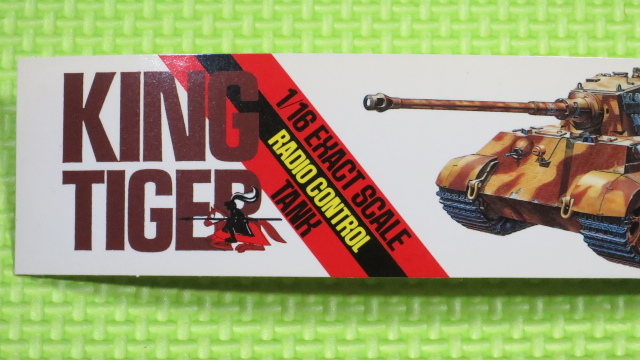 KING
TIGER
1/16 EXACT SCALE
RADIO CONTROL
TANK